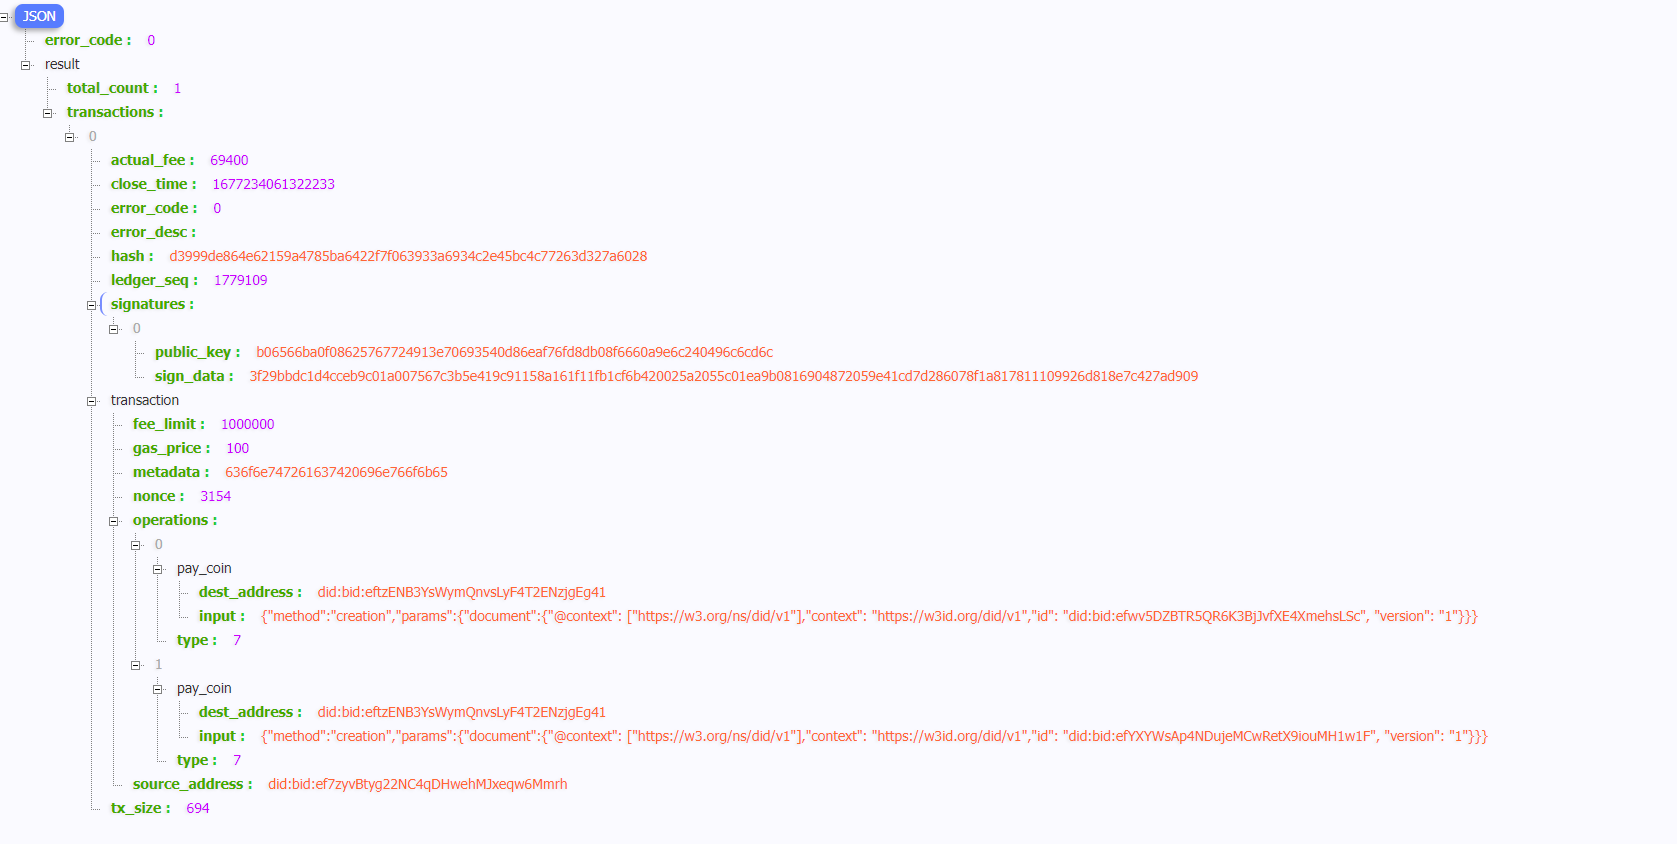 JSON
error_code : 0
result
total_count : 1
transactions :
0
actual_fee : 69400
close_time : 1677234061322233
error_code : 0
error_desc :
hash : d3999de864e62159a4785ba6422f7f063933a6934c2e45bc4c77263d327a6028
ledger_seq : 1779109
signatures :
0
public_key : b06566ba0f08625767724913e70693540d86eaf76fd8db08f6660a9e6c240496c6cd6c
sign_data : 3f29bbdc1d4cceb9c01a007567c3b5e419c91158a161f11fb1cf6b420025a2055c01ea9b0816904872059e41cd7d286078f1a817811109926d818e7c427ad909
transaction
fee_limit : 1000000
gas_price : 100
metadata : 636f6e747261637420696e766f6b65
nonce : 3154
operations :
0
pay_coin
dest_address : did:bid:eftzENB3YsWymQnvsLyF4T2ENzjgEg41
input : {"method":"creation","params":{"document":{"@context": ["https://w3.org/ns/did/v1"],"context": "https://w3id.org/did/v1","id": "did:bid:efwv5DZBTR5QR6K3BjJvfXE4XmehsLSc", "version": "1"}}}
type : 7
1
pay_coin
dest_address : did:bid:eftzENB3YsWymQnvsLyF4T2ENzjgEg41
input : {"method":"creation","params":{"document":{"@context": ["https://w3.org/ns/did/v1"],"context": "https://w3id.org/did/v1","id": "did:bid:efYXYWsAp4NDujeMCwRetX9iouMH1w1F", "version": "1"}}}
type : 7
source_address : did:bid:ef7zyvBtyg22NC4qDHwehMJxeqw6Mmrh
tx_size : 694